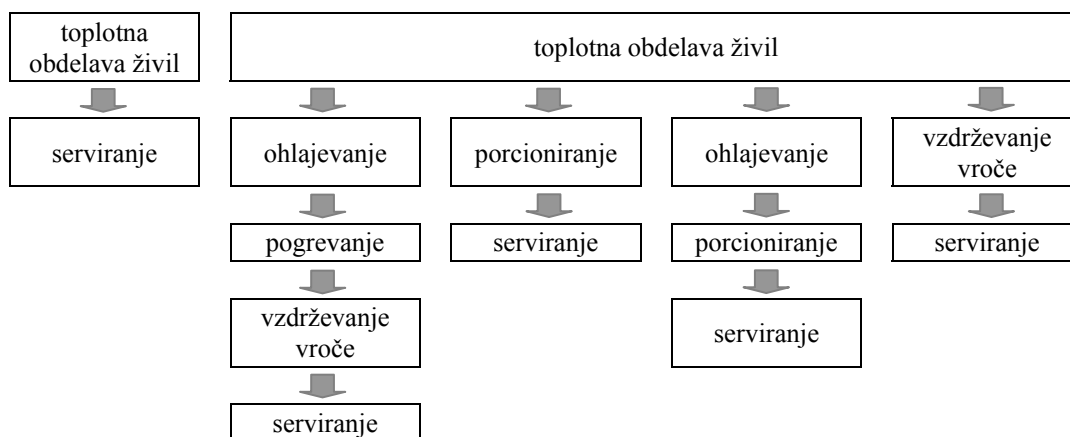 toplotna
obdelava živil
toplotna obdelava živil
serviranje
ohlajevanje
porcioniranje
ohlajevanje
vzdrževanje
vroče
pogrevanje
serviranje
porcioniranje
serviranje
vzdrževanje
vroče
serviranje
serviranje